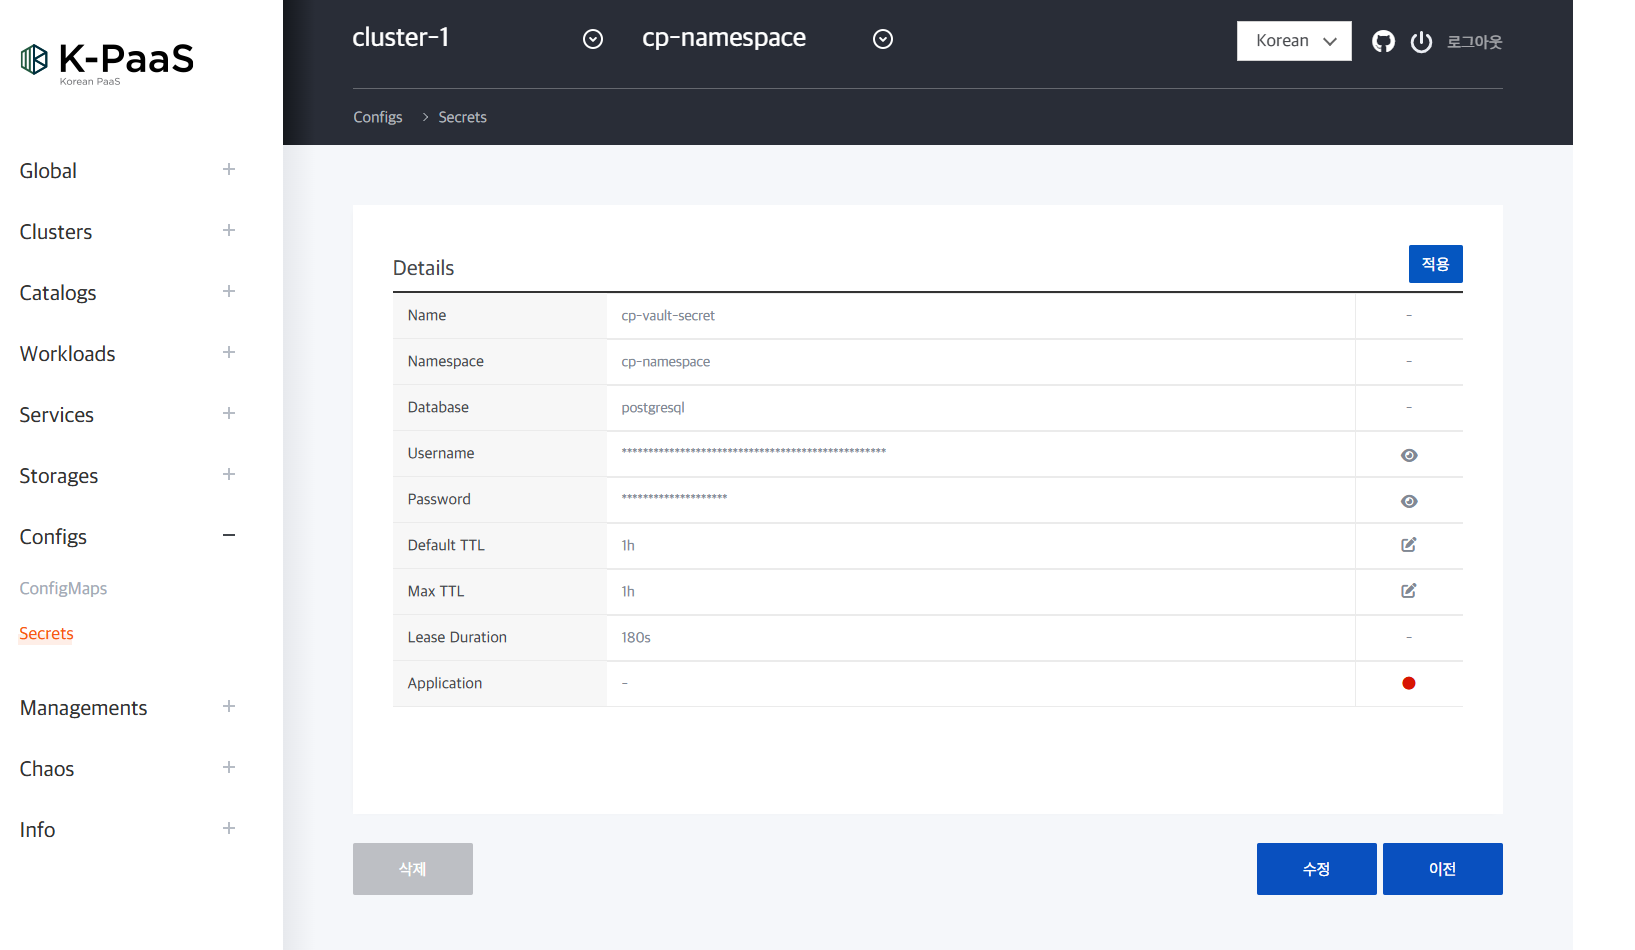 K-PaaS
Korean PaaS
cluster-1
cp-namespace
Korean
로그아웃
Configs > Secrets
Global +
Clusters +
Catalogs +
Workloads +
Services +
Storages +
Configs −
ConfigMaps
Secrets
Managements +
Chaos +
Info +
Details
적용
Name cp-vault-secret -
Namespace cp-namespace -
Database postgresql -
Username **************************************************
Password ********************
Default TTL 1h
Max TTL 1h
Lease Duration 180s -
Application -
삭제
수정
이전